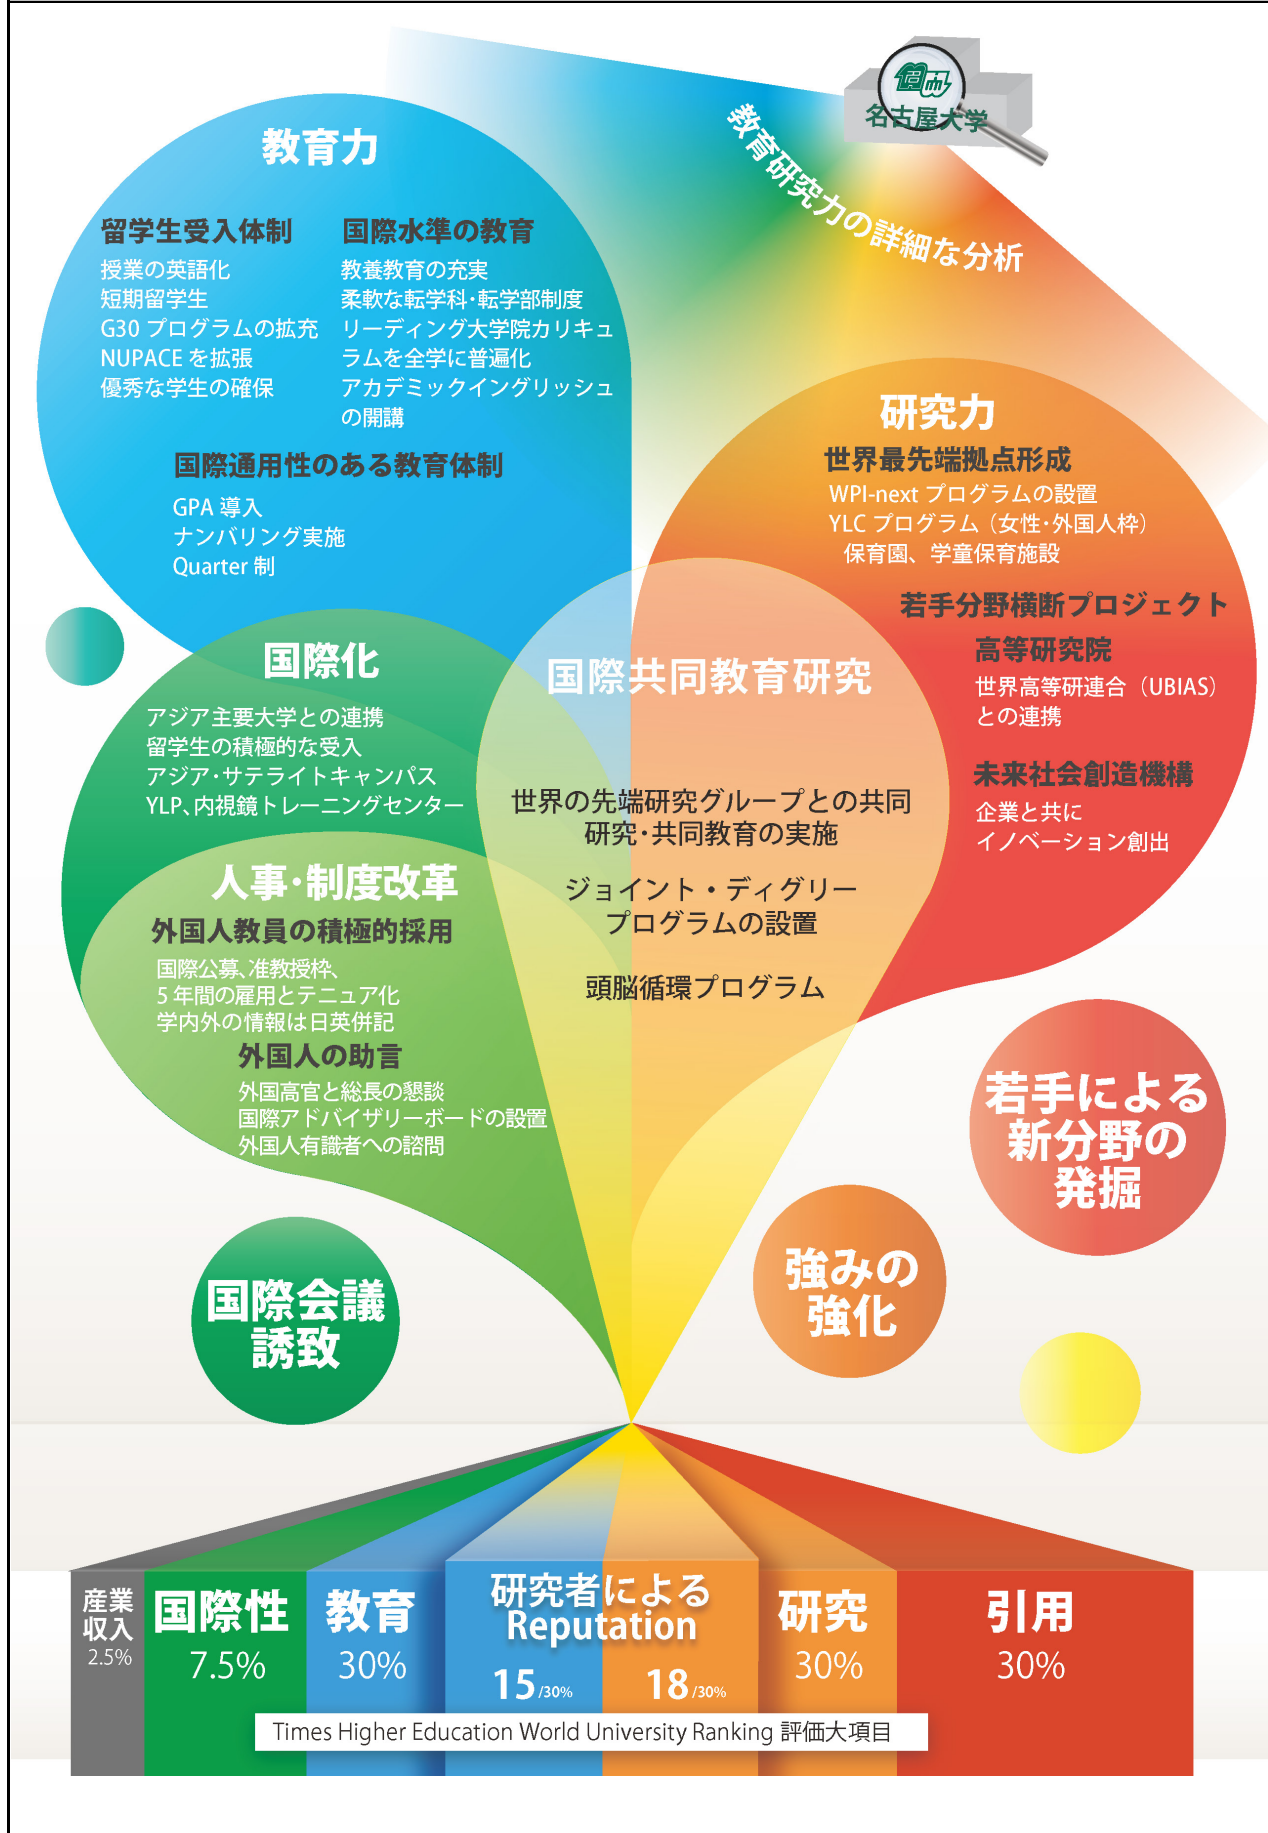 名大
名古屋大学
教育研究力の詳細な分析
教育力
留学生受入体制
授業の英語化
短期留学生
G30 プログラムの拡充
NUPACE を拡張
優秀な学生の確保
国際水準の教育
教養教育の充実
柔軟な転学科・転学部制度
リーディング大学院カリキュ
ラムを全学に普遍化
アカデミックイングリッシュ
の開講
国際通用性のある教育体制
GPA 導入
ナンバリング実施
Quarter 制
研究力
世界最先端拠点形成
WPI-next プログラムの設置
YLC プログラム（女性・外国人枠）
保育園、学童保育施設
若手分野横断プロジェクト
高等研究院
世界高等研連合（UBIAS）
との連携
未来社会創造機構
企業と共に
イノベーション創出
国際化
アジア主要大学との連携
留学生の積極的な受入
アジア・サテライトキャンパス
YLP、内視鏡トレーニングセンター
国際共同教育研究
世界の先端研究グループとの共同
研究・共同教育の実施
ジョイント・ディグリー
プログラムの設置
頭脳循環プログラム
人事・制度改革
外国人教員の積極的採用
国際公募、准教授枠、
5 年間の雇用とテニュア化
学内外の情報は日英併記
外国人の助言
外国高官と総長の懇談
国際アドバイザリーボードの設置
外国人有識者への諮問
若手による
新分野の
発掘
強みの
強化
国際会議
誘致
産業
収入
2.5%
国際性
7.5%
教育
30%
研究者による
Reputation
15/30%
18/30%
研究
30%
引用
30%
Times Higher Education World University Ranking 評価大項目